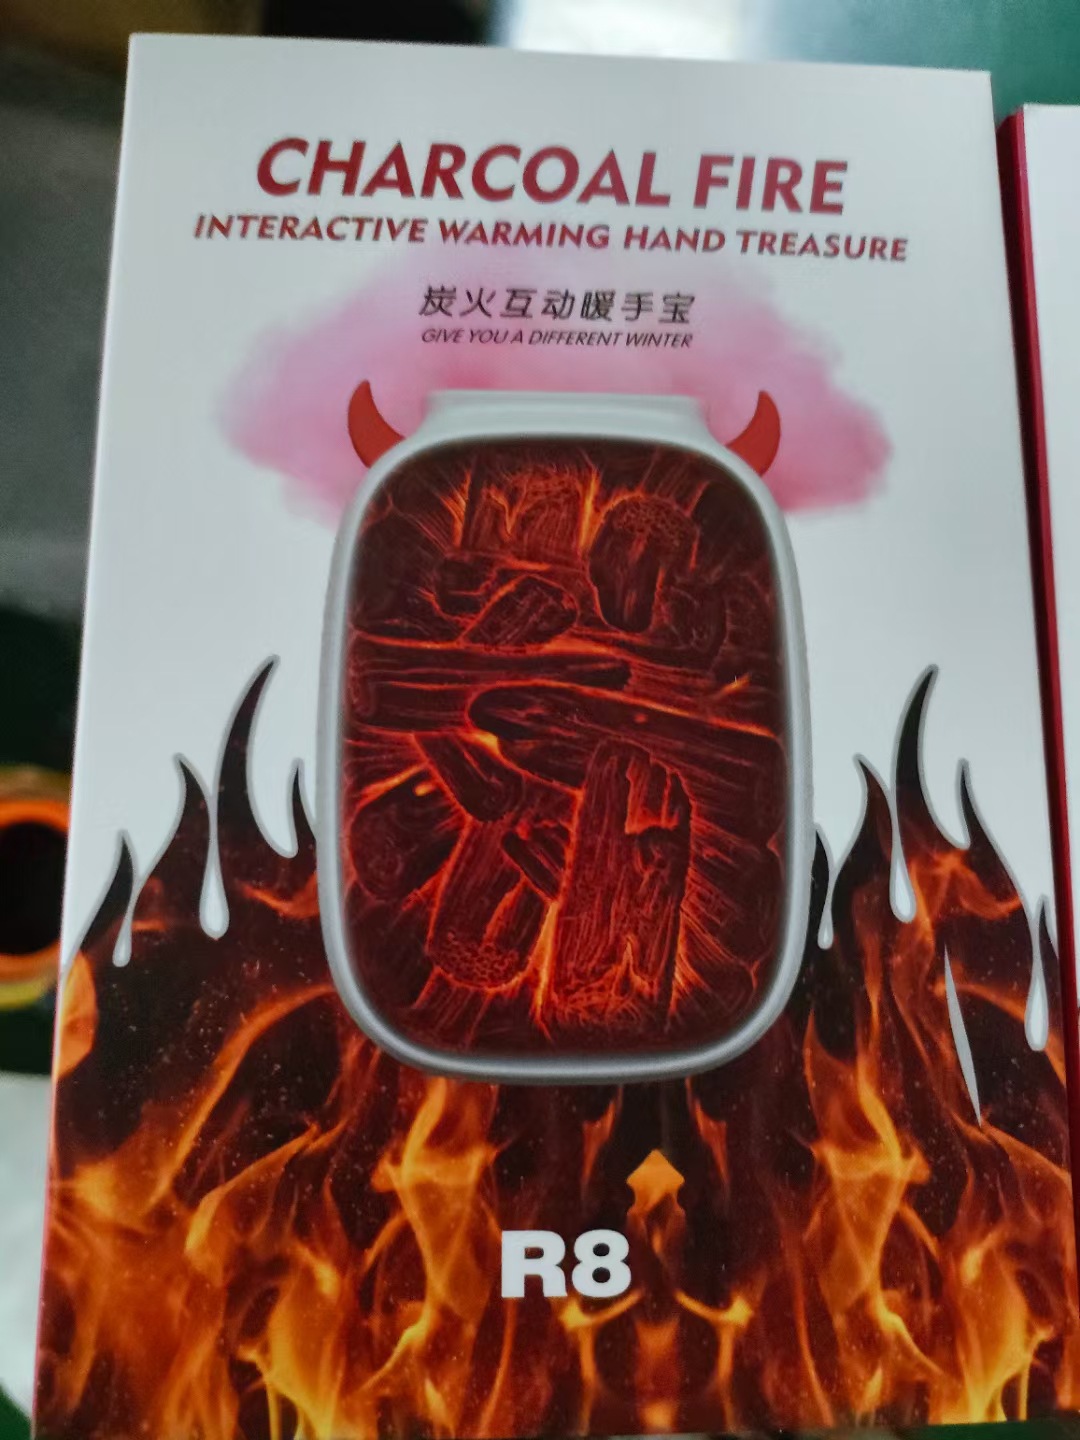 CHARCOAL FIRE
INTERACTIVE WARMING HAND TREASURE
炭火互动暖手宝
GIVE YOU A DIFFERENT WINTER
R8